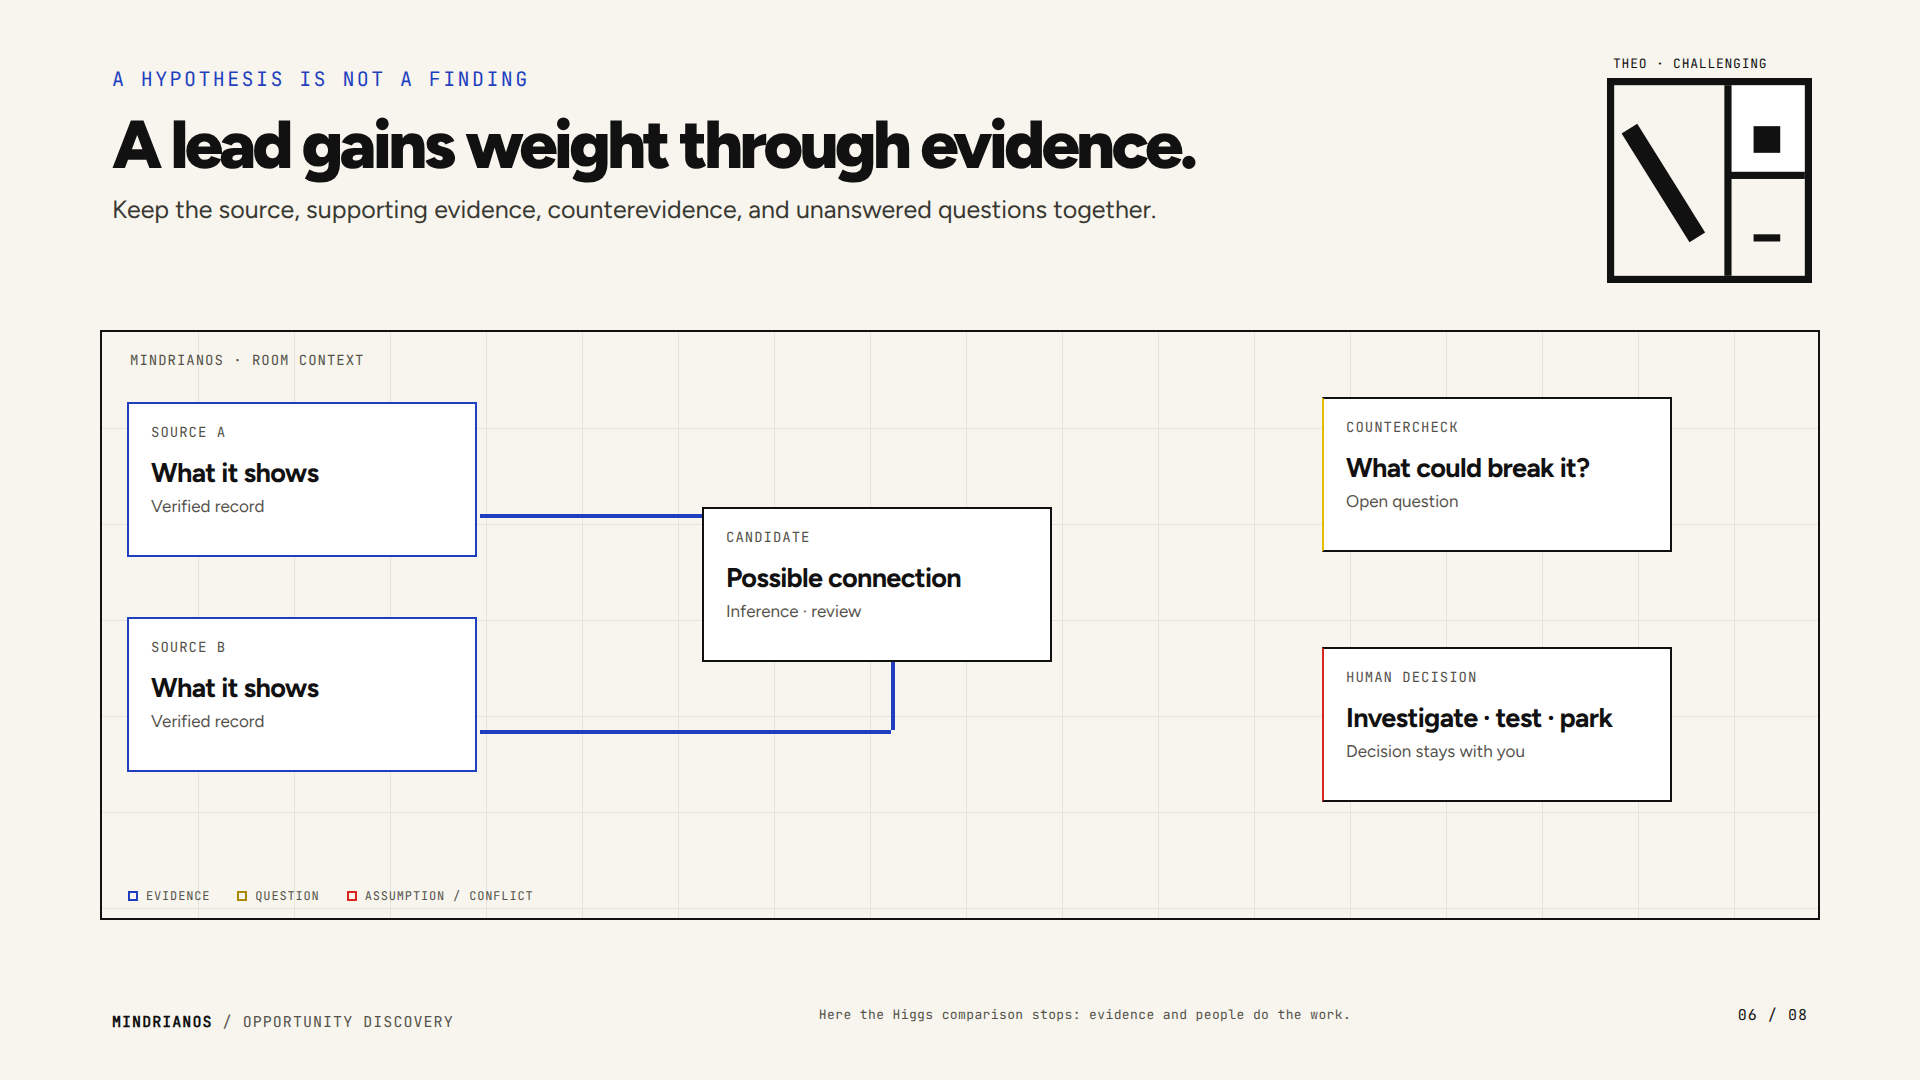 A HYPOTHESIS IS NOT A FINDING
A lead gains weight through evidence.
Keep the source, supporting evidence, counterevidence, and unanswered questions together.
THEO · CHALLENGING
MINDRIANOS · ROOM CONTEXT
SOURCE A
What it shows
Verified record
SOURCE B
What it shows
Verified record
CANDIDATE
Possible connection
Inference · review
COUNTERCHECK
What could break it?
Open question
HUMAN DECISION
Investigate · test · park
Decision stays with you
EVIDENCE
QUESTION
ASSUMPTION / CONFLICT
MINDRIANOS / OPPORTUNITY DISCOVERY
Here the Higgs comparison stops: evidence and people do the work.
06 / 08